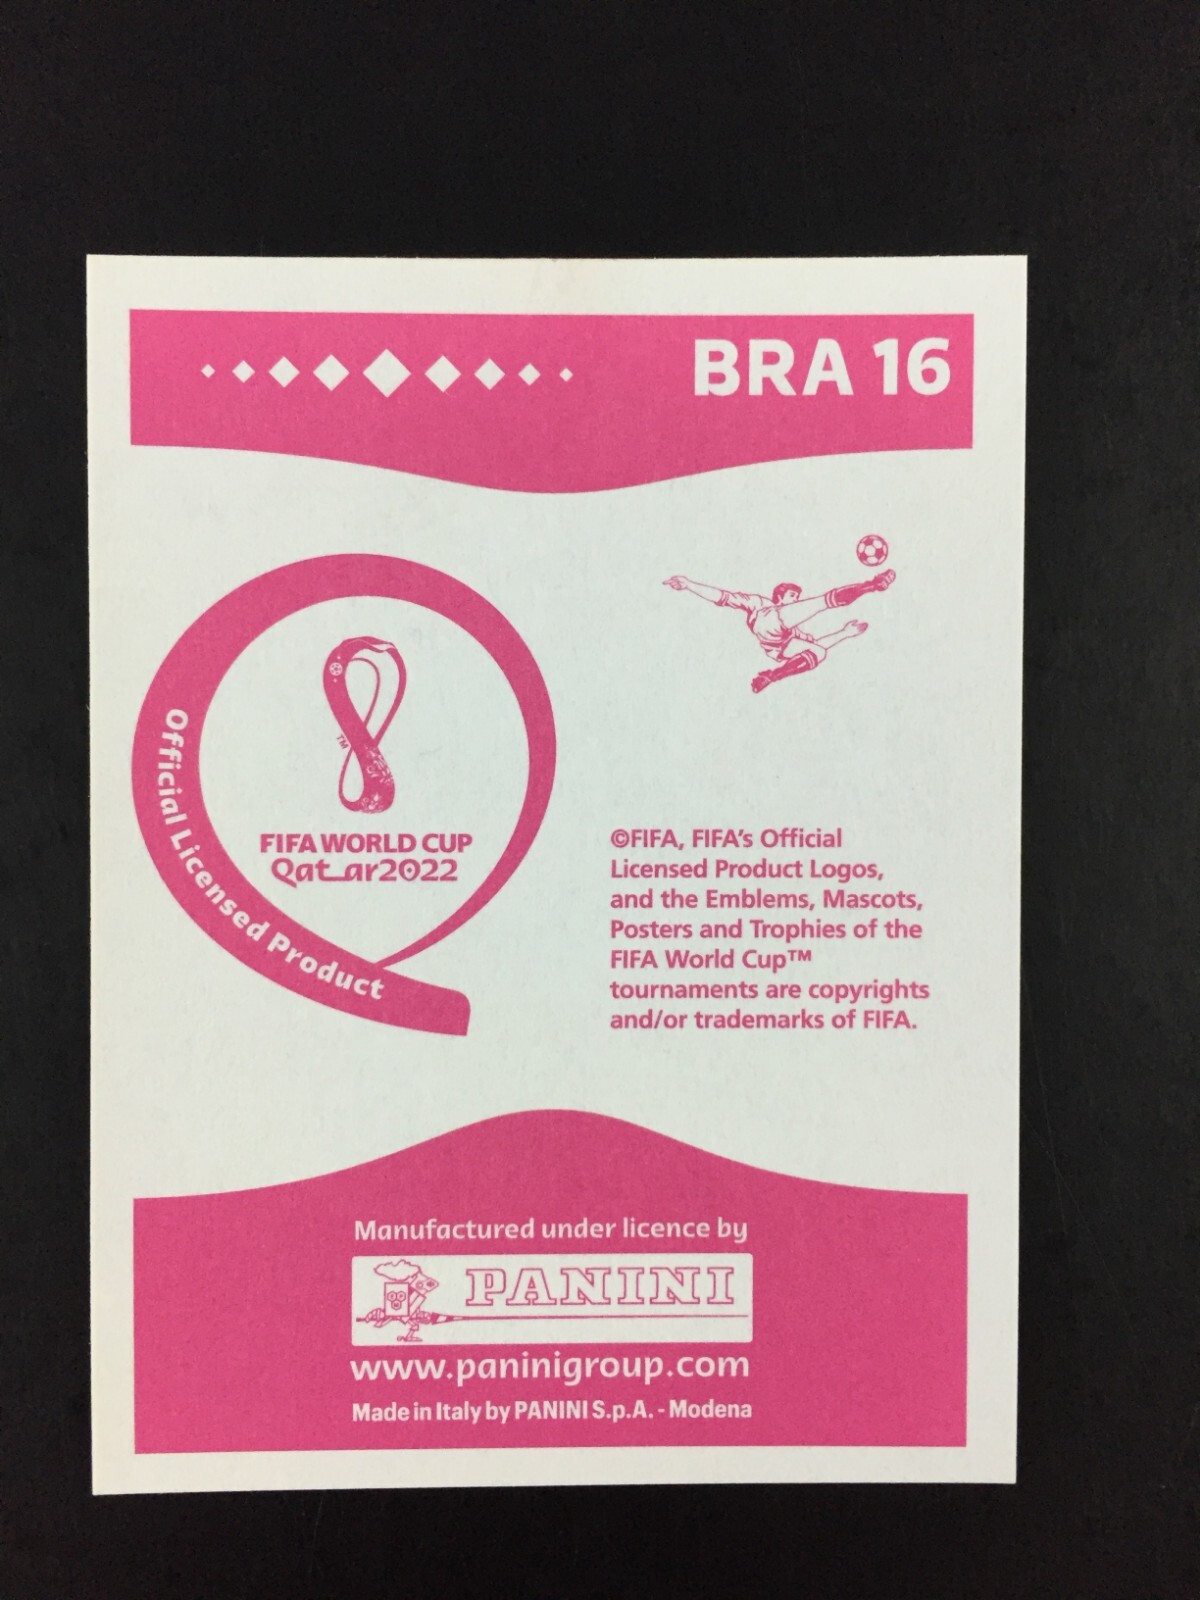 BRA 16
Official Licensed Product
TM
FIFA WORLD CUP
Qatar2022
©FIFA, FIFA's Official
Licensed Product Logos,
and the Emblems, Mascots,
Posters and Trophies of the
FIFA World Cup™
tournaments are copyrights
and/or trademarks of FIFA.
Manufactured under licence by
PANINI
www.paninigroup.com
Made in Italy by PANINI S.p.A. - Modena